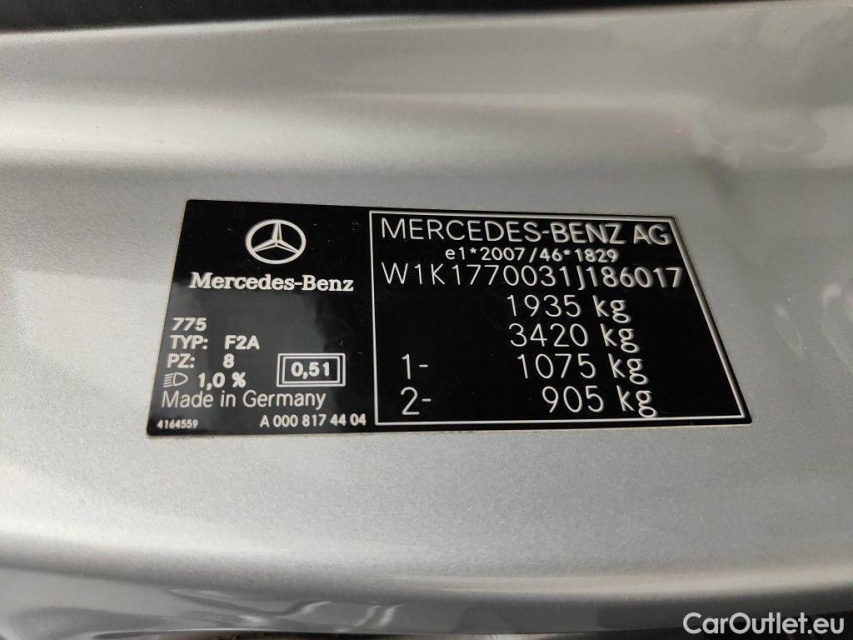 Mercedes-Benz
775
TYP: F2A
PZ: 8
1,0 %
0,51
Made in Germany
4164559
A 000 817 44 04
MERCEDES-BENZ AG
e1*2007/46*1829
W1K1770031J186017
1935 kg
3420 kg
1- 1075 kg
2- 905 kg
CarOutlet.eu